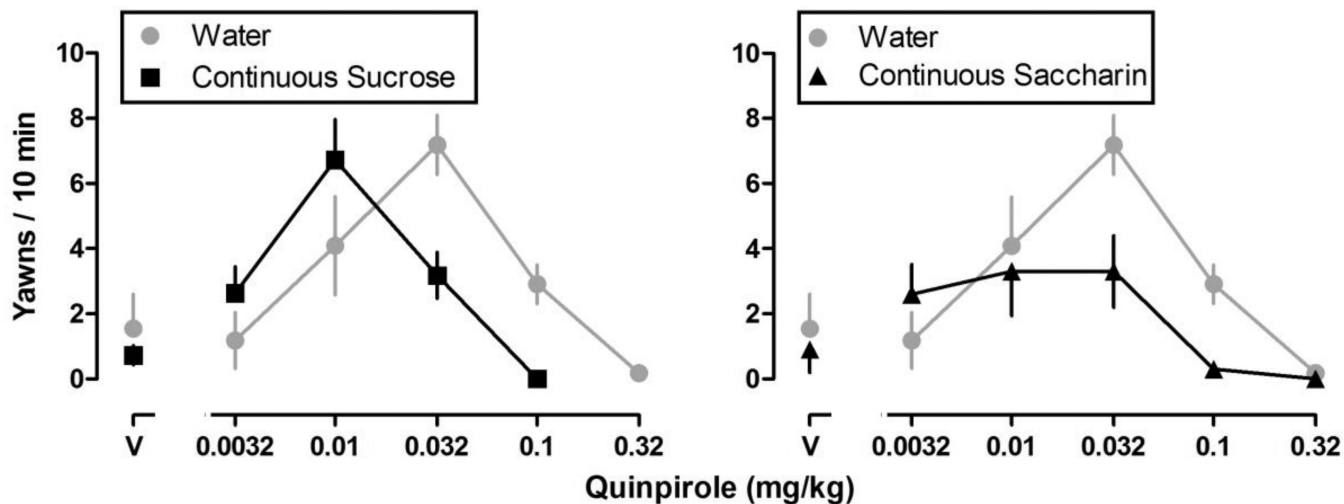 Water
Continuous Sucrose
Yawns / 10 min
10
8
6
4
2
0
V
0.0032
0.01
0.032
0.1
0.32
Water
Continuous Saccharin
10
8
6
4
2
0
V
0.0032
0.01
0.032
0.1
0.32
Quinpirole (mg/kg)